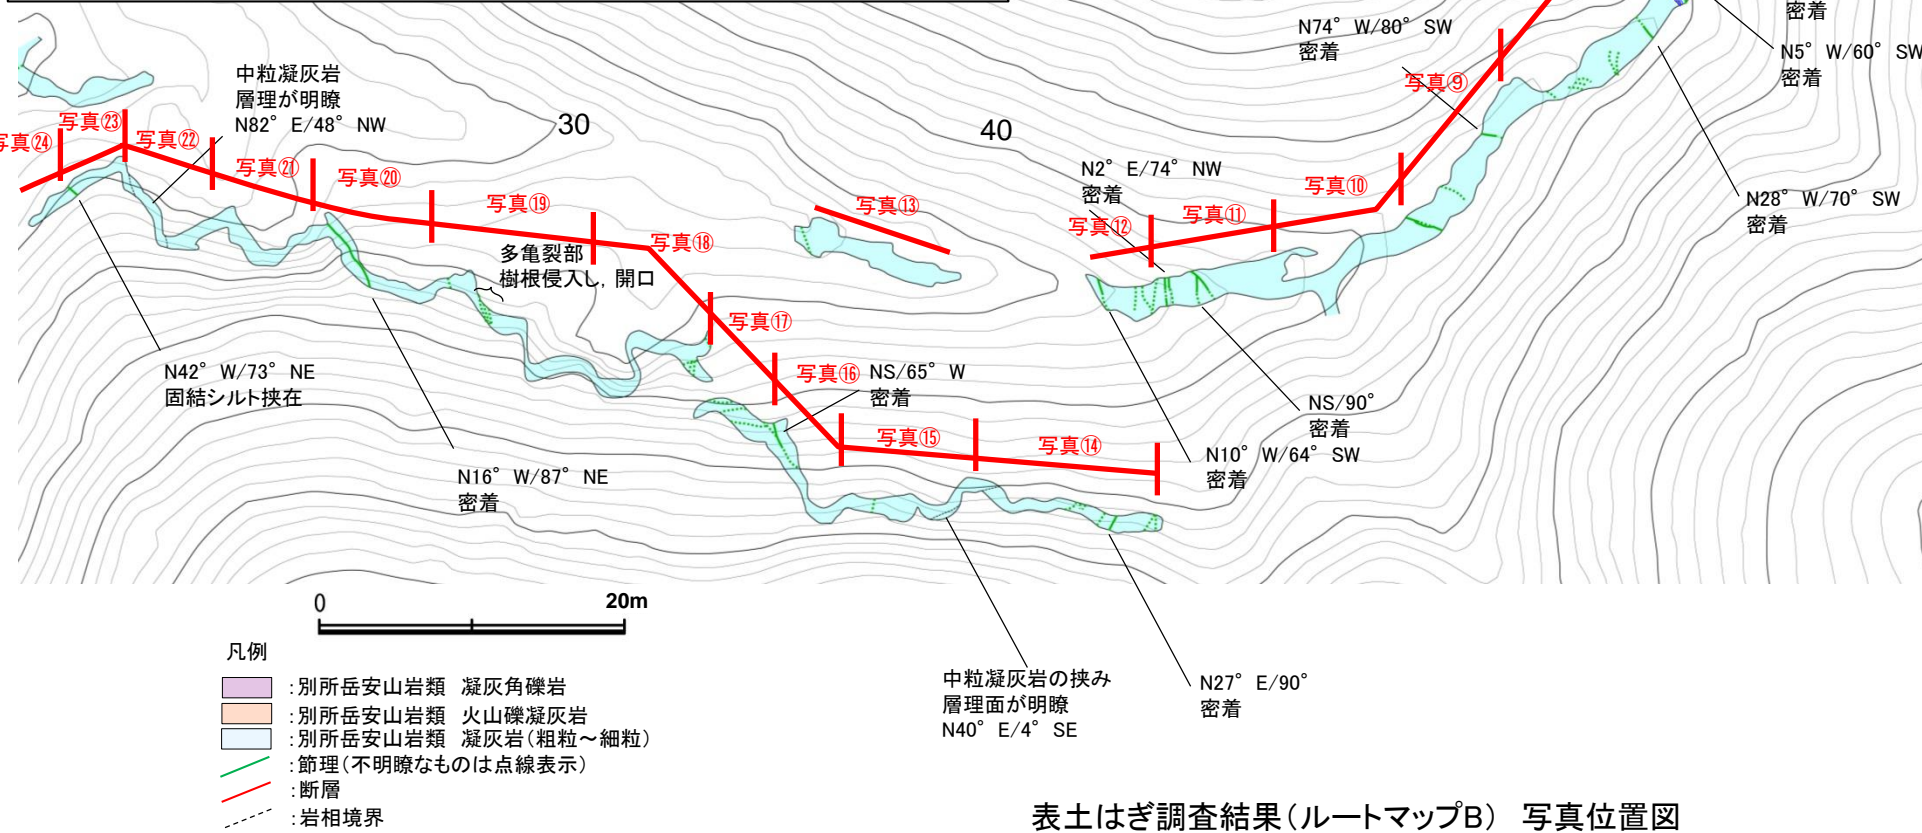 密着
N74° W/80° SW
密着
N5° W/60° SW
密着
写真⑨
中粒凝灰岩
層理が明瞭
N82° E/48° NW
写真㉔
写真㉓
写真㉒
写真㉑
写真⑳
写真⑲
写真⑱
30
40
写真⑬
N2° E/74° NW
密着
写真⑫
写真⑪
写真⑩
N28° W/70° SW
密着
多亀裂部
樹根侵入し, 開口
写真⑰
写真⑯
NS/65° W
密着
N42° W/73° NE
固結シルト挟在
NS/90°
密着
写真⑮
写真⑭
N10° W/64° SW
密着
N16° W/87° NE
密着
中粒凝灰岩の挟み
層理面が明瞭
N40° E/4° SE
N27° E/90°
密着
0
20m
凡例
:別所岳安山岩類 凝灰角礫岩
:別所岳安山岩類 火山礫凝灰岩
:別所岳安山岩類 凝灰岩(粗粒～細粒)
:節理(不明瞭なものは点線表示)
:断層
:岩相境界
表土はぎ調査結果(ルートマップB) 写真位置図